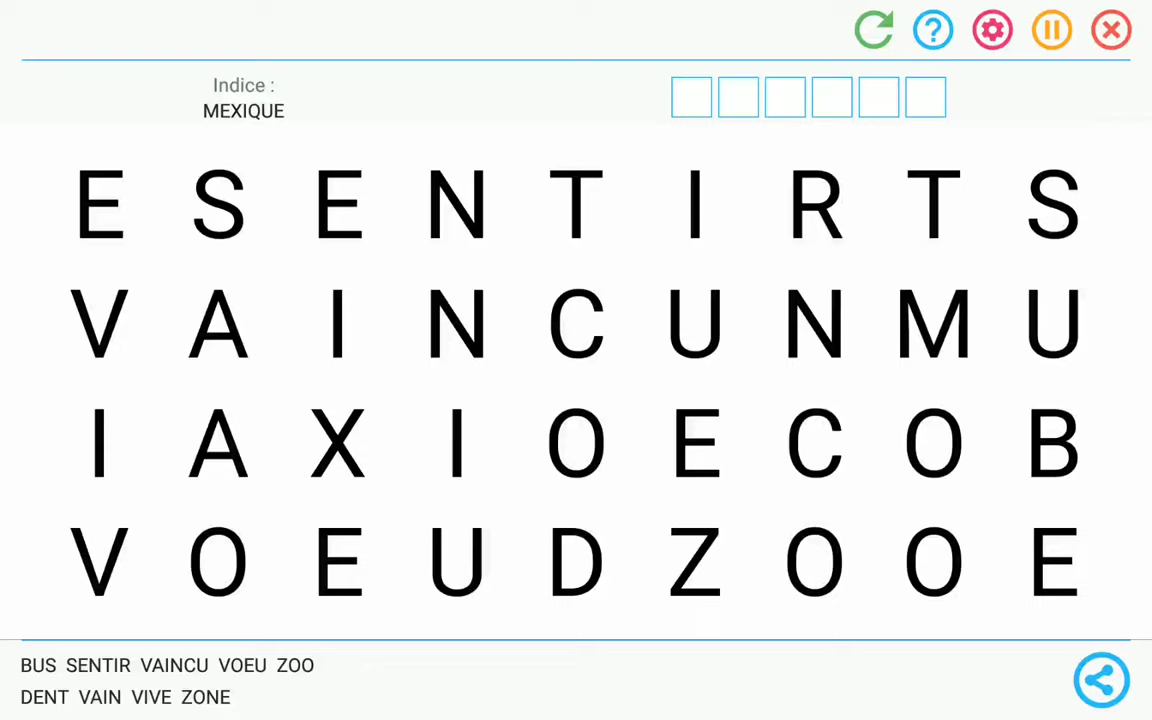 Indice :
MEXIQUE
E S E N T I R T S
V A I N C U N M U
I A X I O E C O B
V O E U D Z O O E
BUS SENTIR VAINCU VOEU ZOO
DENT VAIN VIVE ZONE